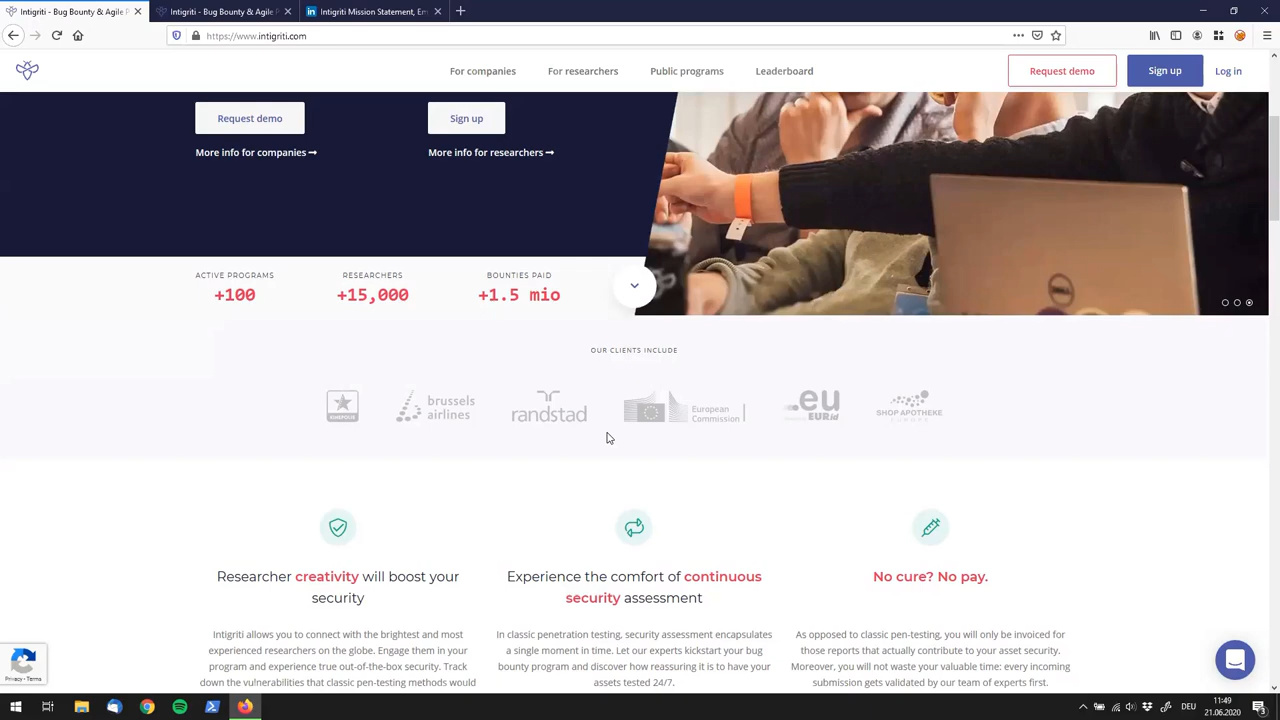 Intigriti - Bug Bounty & Agile P
Intigriti - Bug Bounty & Agile P
Intigriti Mission Statement, Em
https://www.intigriti.com
For companies
For researchers
Public programs
Leaderboard
Request demo
Sign up
Log in
Request demo
Sign up
More info for companies
More info for researchers
ACTIVE PROGRAMS
RESEARCHERS
BOUNTIES PAID
+100
+15,000
+1.5 mio
OUR CLIENTS INCLUDE
brussels
airlines
randstad
European
Commission
.eu
EURid
SHOP APOTHEKE
EUROPE
Researcher creativity will boost your
security
Intigriti allows you to connect with the brightest and most
experienced researchers on the globe. Engage them in your
program and experience true out-of-the-box security. Track
down the vulnerabilities that classic pen-testing methods would
Experience the comfort of continuous
security assessment
In classic penetration testing, security assessment encapsulates
a single moment in time. Let our experts kickstart your bug
bounty program and discover how reassuring it is to have your
assets tested 24/7.
No cure? No pay.
As opposed to classic pen-testing, you will only be invoiced for
those reports that actually contribute to your asset security.
Moreover, you will not waste your valuable time: every incoming
submission gets validated by our team of experts first.
Privacy - Terms
DEU
11:49
21.06.2020
3